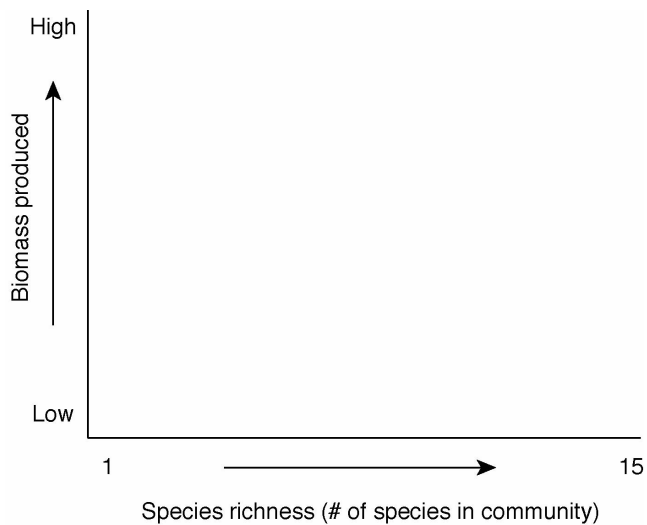 High
Biomass produced
Low
1 15
Species richness (# of species in community)